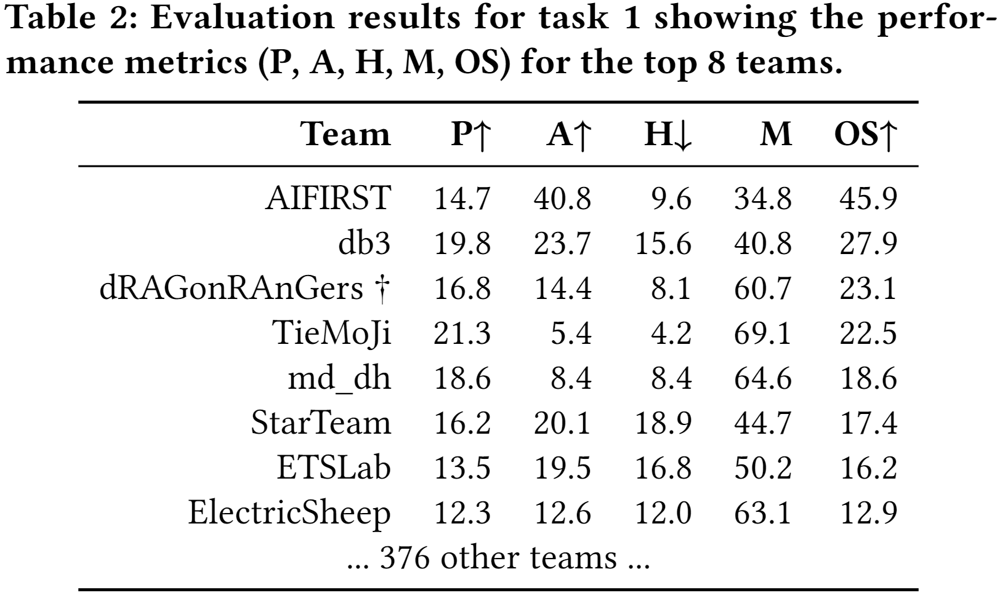 Table 2: Evaluation results for task 1 showing the perfor-
mance metrics (P, A, H, M, OS) for the top 8 teams.
Team P↑ A↑ H↓ M OS↑
AIFIRST 14.7 40.8 9.6 34.8 45.9
db3 19.8 23.7 15.6 40.8 27.9
dRAGonRAnGers † 16.8 14.4 8.1 60.7 23.1
TieMoJi 21.3 5.4 4.2 69.1 22.5
md_dh 18.6 8.4 8.4 64.6 18.6
StarTeam 16.2 20.1 18.9 44.7 17.4
ETSLab 13.5 19.5 16.8 50.2 16.2
ElectricSheep 12.3 12.6 12.0 63.1 12.9
... 376 other teams ...